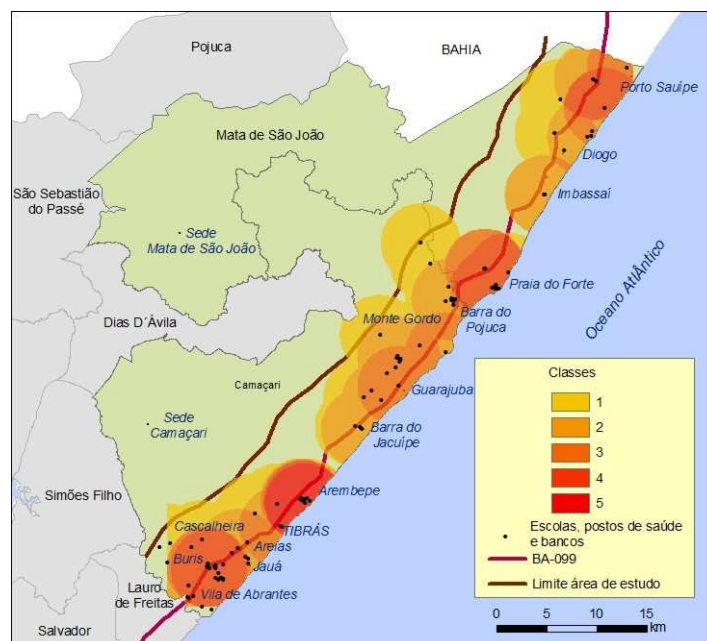 Pojuca
BAHIA
Porto Sauípe
Mata de São João
Diogo
São Sebastião
do Passé
Imbassaí
Sede
Mata de São João
Praia do Forte
Oceano Atlântico
Dias D´Ávila
Monte Gordo
Barra do
Pojuca
Camaçari
Guarajuba
Sede
Camaçari
Barra do
Jacuípe
Simões Filho
Arembepe
Cascalheira
TIBRÁS
Areias
Buris
Jauá
Lauro
de Freitas
Vila de Abrantes
Salvador
Classes
1
2
3
4
5
Escolas, postos de saúde
e bancos
BA-099
Limite área de estudo
0 5 10 15
km